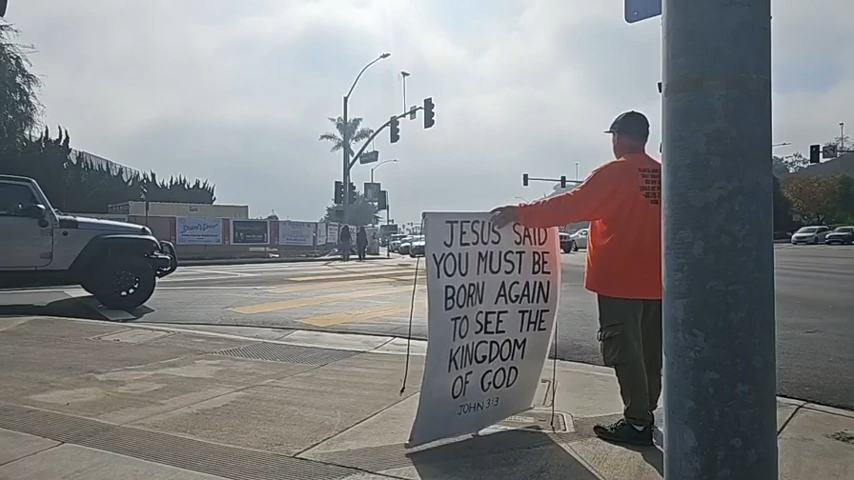 JESUS SAID
YOU MUST BE
BORN AGAIN
TO SEE THE
KINGDOM
OF GOD
JOHN 3:3